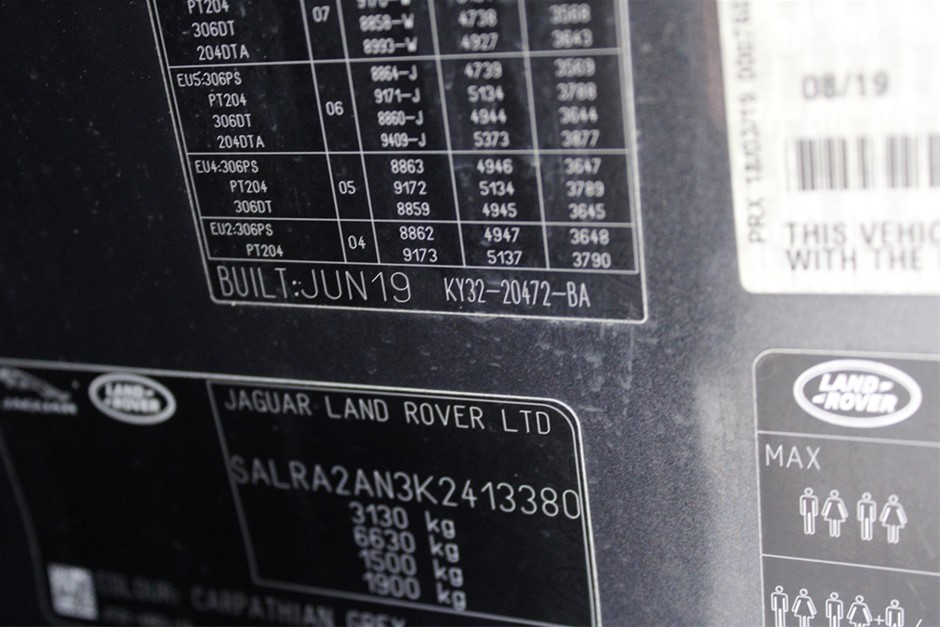 PT204 07
306DT 8858-W 4738 3568
204DTA 8993-W 4927 3643
EU5:306PS 06 8864-J 4739 3569
PT204 9171-J 5134 3788
306DT 8860-J 4944 3644
204DTA 9409-J 5373 3877
EU4:306PS 05 8863 4946 3647
PT204 9172 5134 3789
306DT 8859 4945 3645
EU2:306PS 04 8862 4947 3648
PT204 9173 5137 3790
BUILT:JUN19 KY32-20472-BA
JAGUAR
LAND-ROVER
JAGUAR LAND ROVER LTD
SALRA2AN3K2413380
3130 kg
6630 kg
1500 kg
1900 kg
COLOUR: CARPATHIAN GREY
PRX 18/03/19
08/19
THIS VEHIC
WITH THE
LAND-
-ROVER
MAX
+